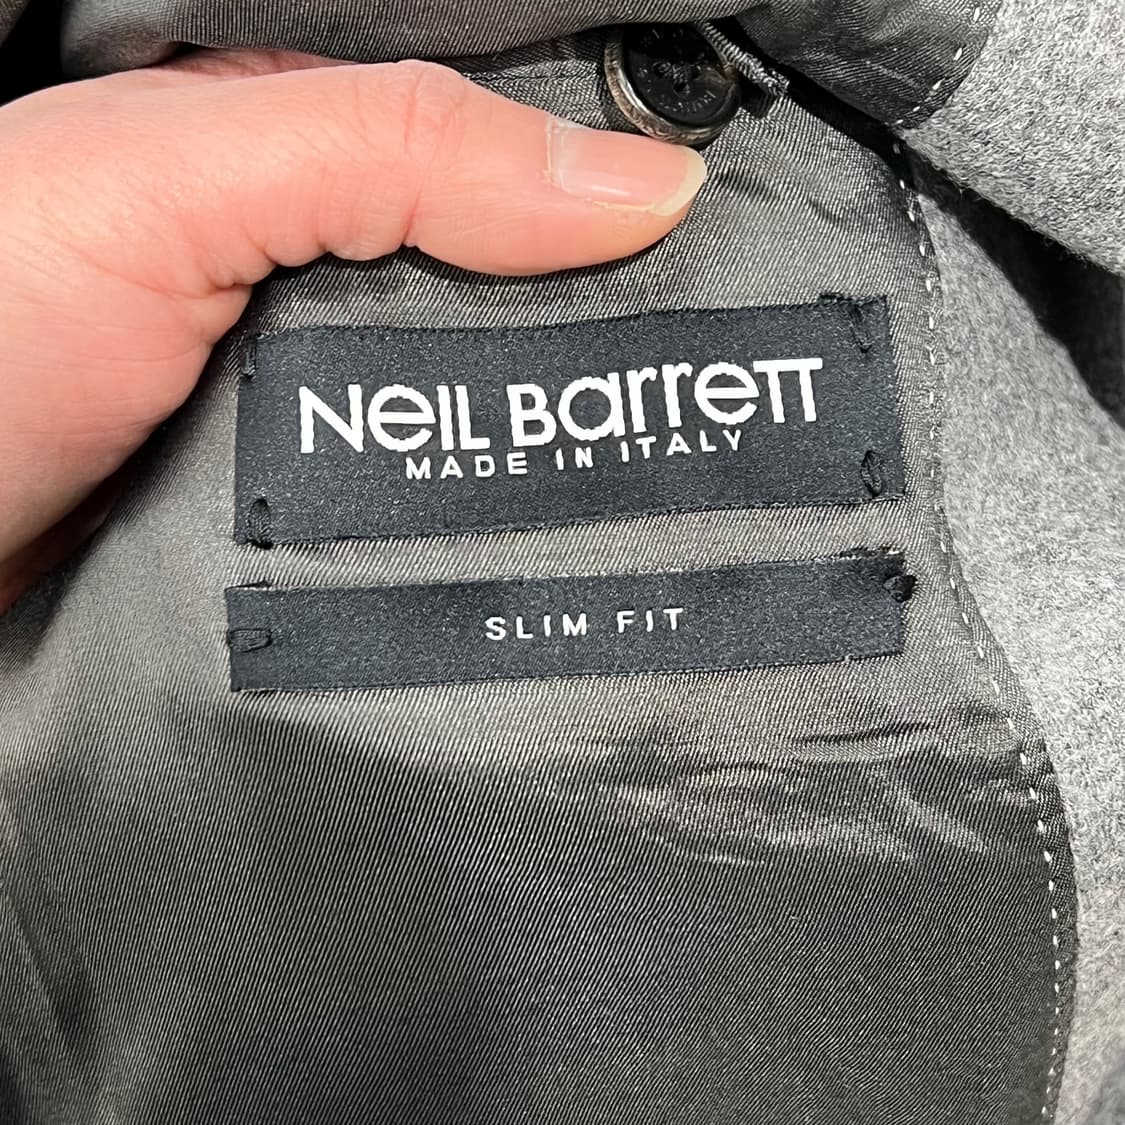 Neil Barrett
MADE IN ITALY
SLIM FIT